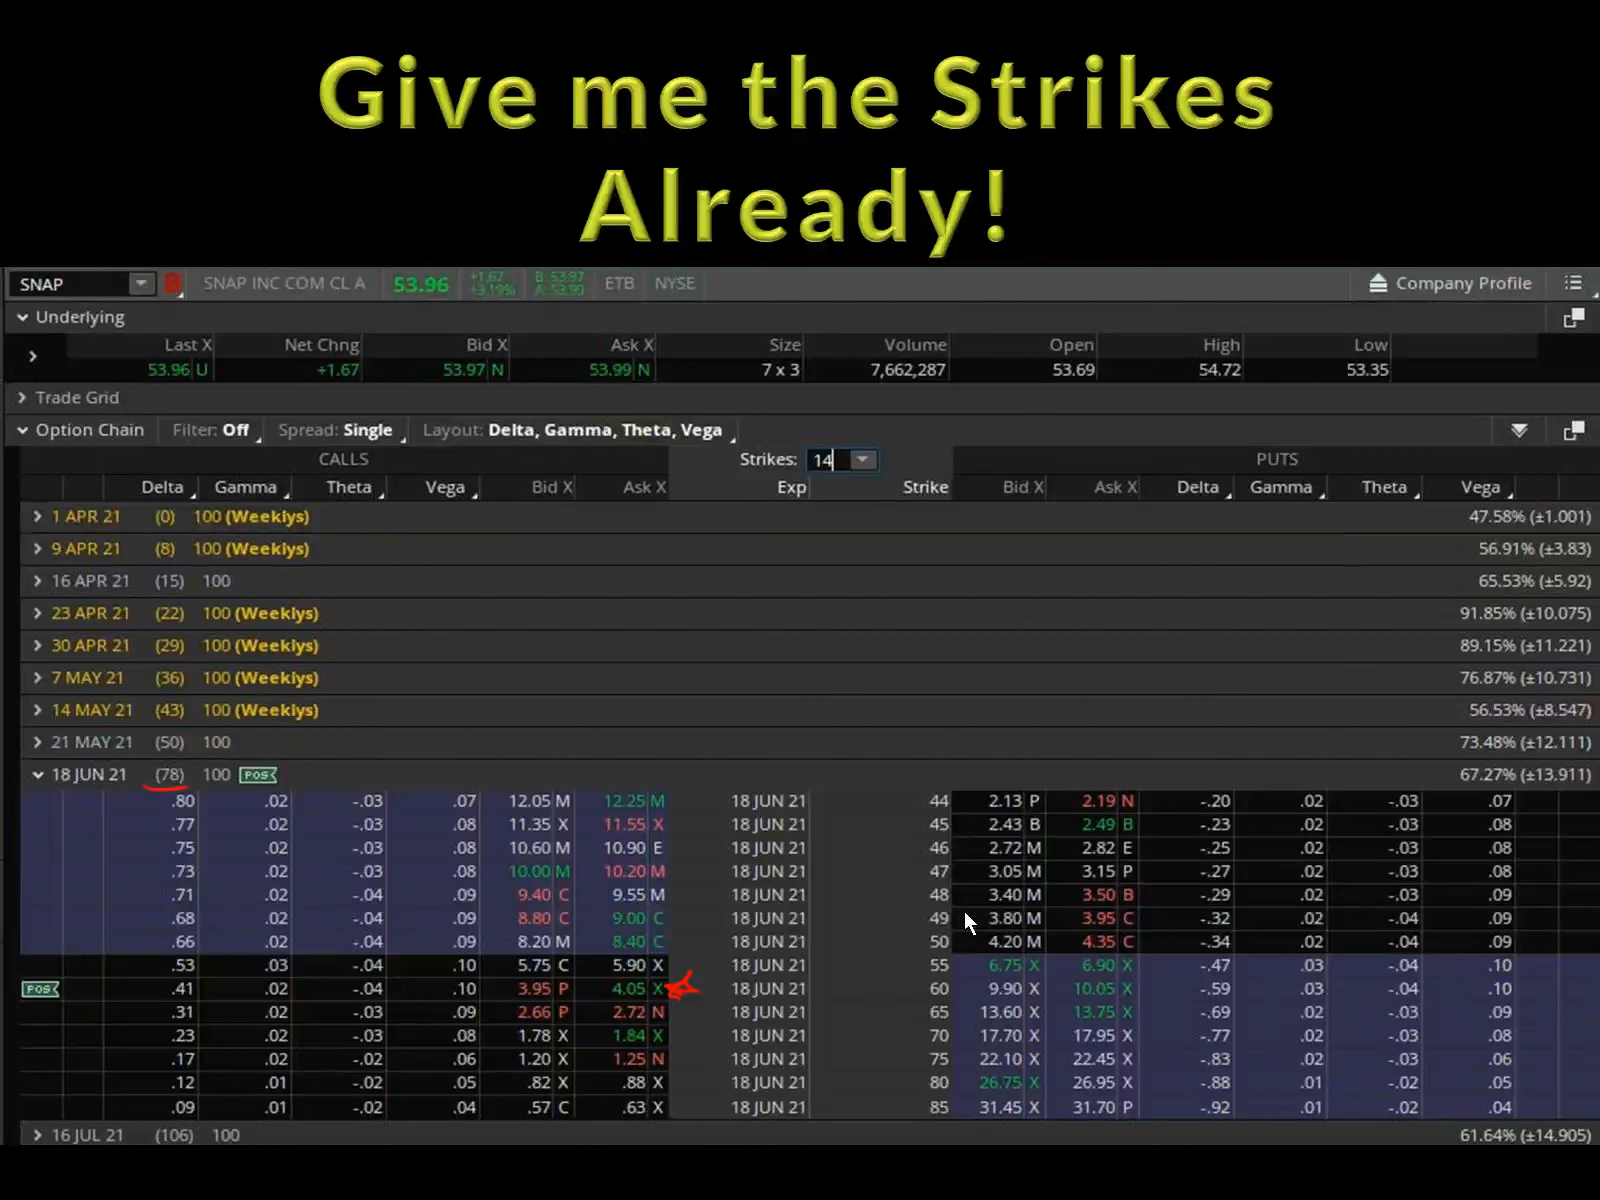 Give me the Strikes
Already!
SNAP SNAP INC COM CL A 53.96 +1.67 +3.19% B: 53.97 A: 53.99 ETB NYSE Company Profile
Underlying
Last X Net Chng Bid X Ask X Size Volume Open High Low
53.96 U +1.67 53.97 N 53.99 N 7 x 3 7,662,287 53.69 54.72 53.35
Trade Grid
Option Chain Filter: Off Spread: Single Layout: Delta, Gamma, Theta, Vega
CALLS Strikes: 14 PUTS
Delta Gamma Theta Vega Bid X Ask X Exp Strike Bid X Ask X Delta Gamma Theta Vega
1 APR 21 (0) 100 (Weeklys) 47.58% (±1.001)
9 APR 21 (8) 100 (Weeklys) 56.91% (±3.83)
16 APR 21 (15) 100 65.53% (±5.92)
23 APR 21 (22) 100 (Weeklys) 91.85% (±10.075)
30 APR 21 (29) 100 (Weeklys) 89.15% (±11.221)
7 MAY 21 (36) 100 (Weeklys) 76.87% (±10.731)
14 MAY 21 (43) 100 (Weeklys) 56.53% (±8.547)
21 MAY 21 (50) 100 73.48% (±12.111)
18 JUN 21 (78) 100 POS 67.27% (±13.911)
.80 .02 -.03 .07 12.05 M 12.25 M 18 JUN 21 44 2.13 P 2.19 N -.20 .02 -.03 .07
.77 .02 -.03 .08 11.35 X 11.55 X 18 JUN 21 45 2.43 B 2.49 B -.23 .02 -.03 .08
.75 .02 -.03 .08 10.60 M 10.90 E 18 JUN 21 46 2.72 M 2.82 E -.25 .02 -.03 .08
.73 .02 -.03 .08 10.00 M 10.20 M 18 JUN 21 47 3.05 M 3.15 P -.27 .02 -.03 .08
.71 .02 -.04 .09 9.40 C 9.55 M 18 JUN 21 48 3.40 M 3.50 B -.29 .02 -.03 .09
.68 .02 -.04 .09 8.80 C 9.00 C 18 JUN 21 49 3.80 M 3.95 C -.32 .02 -.04 .09
.66 .02 -.04 .09 8.20 M 8.40 C 18 JUN 21 50 4.20 M 4.35 C -.34 .02 -.04 .09
.53 .03 -.04 .10 5.75 C 5.90 X 18 JUN 21 55 6.75 X 6.90 X -.47 .03 -.04 .10
POS .41 .02 -.04 .10 3.95 P 4.05 X 18 JUN 21 60 9.90 X 10.05 X -.59 .03 -.04 .10
.31 .02 -.03 .09 2.66 P 2.72 N 18 JUN 21 65 13.60 X 13.75 X -.69 .02 -.03 .09
.23 .02 -.03 .08 1.78 X 1.84 X 18 JUN 21 70 17.70 X 17.95 X -.77 .02 -.03 .08
.17 .02 -.02 .06 1.20 X 1.25 N 18 JUN 21 75 22.10 X 22.45 X -.83 .02 -.03 .06
.12 .01 -.02 .05 .82 X .88 X 18 JUN 21 80 26.75 X 26.95 X -.88 .01 -.02 .05
.09 .01 -.02 .04 .57 C .63 X 18 JUN 21 85 31.45 X 31.70 P -.92 .01 -.02 .04
16 JUL 21 (106) 100 61.64% (±14.905)